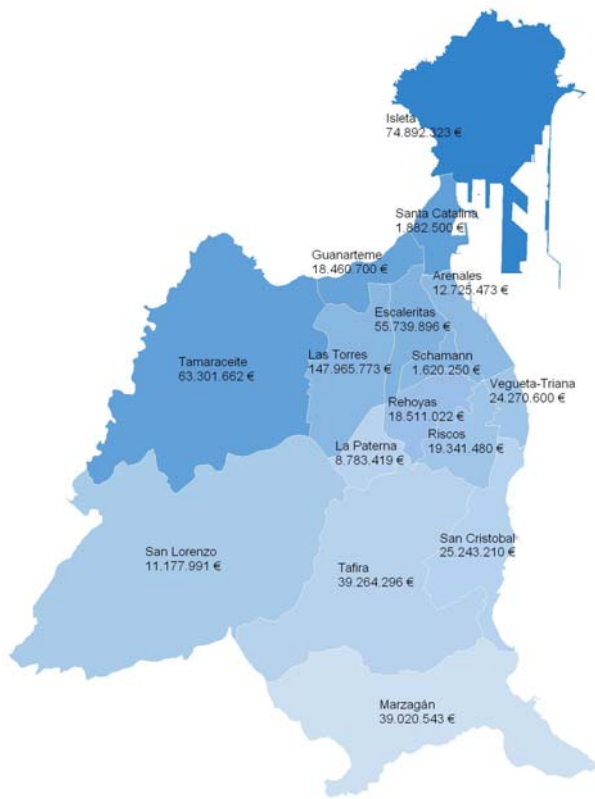 Isleta
74.892.323 €
Santa Catalina
1.882.500 €
Guanarteme
18.460.700 €
Arenales
12.725.473 €
Escaleritas
55.739.896 €
Tamaraceite
63.301.662 €
Las Torres
147.965.773 €
Schamann
1.620.250 €
Vegueta-Triana
24.270.600 €
Rehoyas
18.511.022 €
Riscos
19.341.480 €
La Paterna
8.783.419 €
San Lorenzo
11.177.991 €
San Cristobal
25.243.210 €
Tafira
39.264.296 €
Marzagán
39.020.543 €